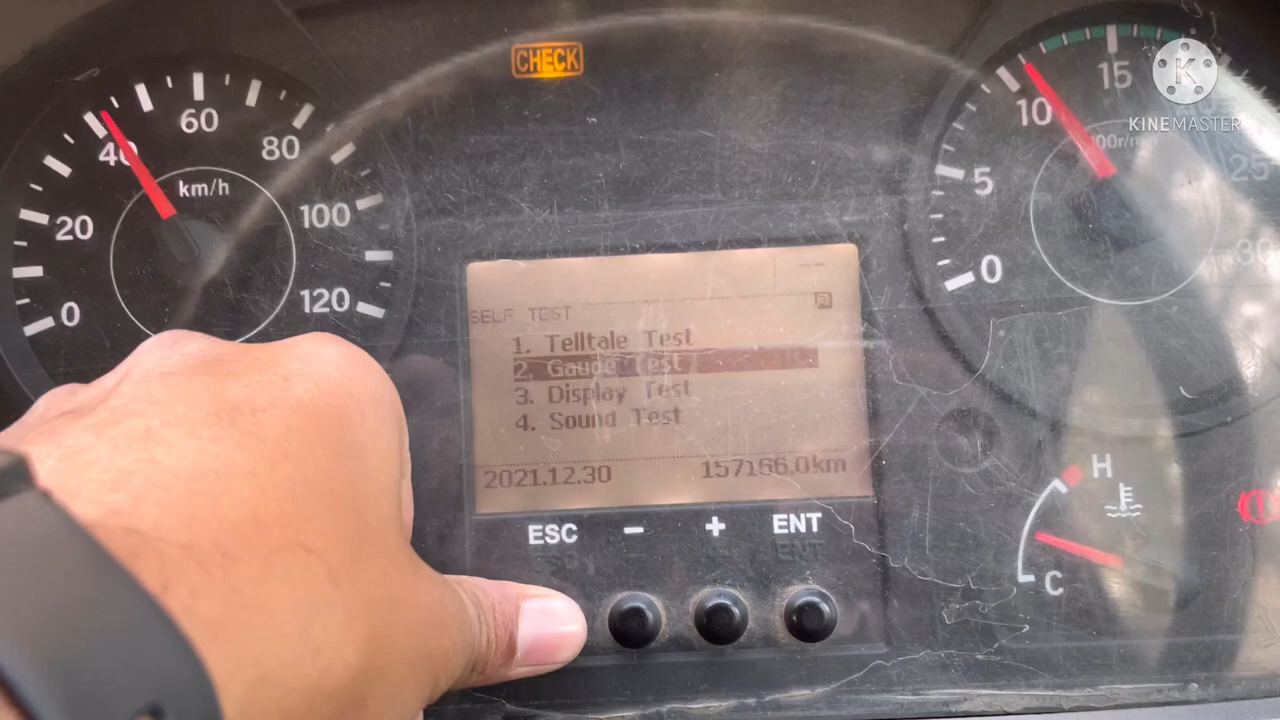 CHECK
K
KINEMASTER
0
20
40
60
80
100
120
km/h
0
5
10
15
25
30
SELF TEST
1. Telltale Test
2. Gauge Test
3. Display Test
4. Sound Test
2021.12.30
157166.0km
ESC
-
+
ENT
H
C